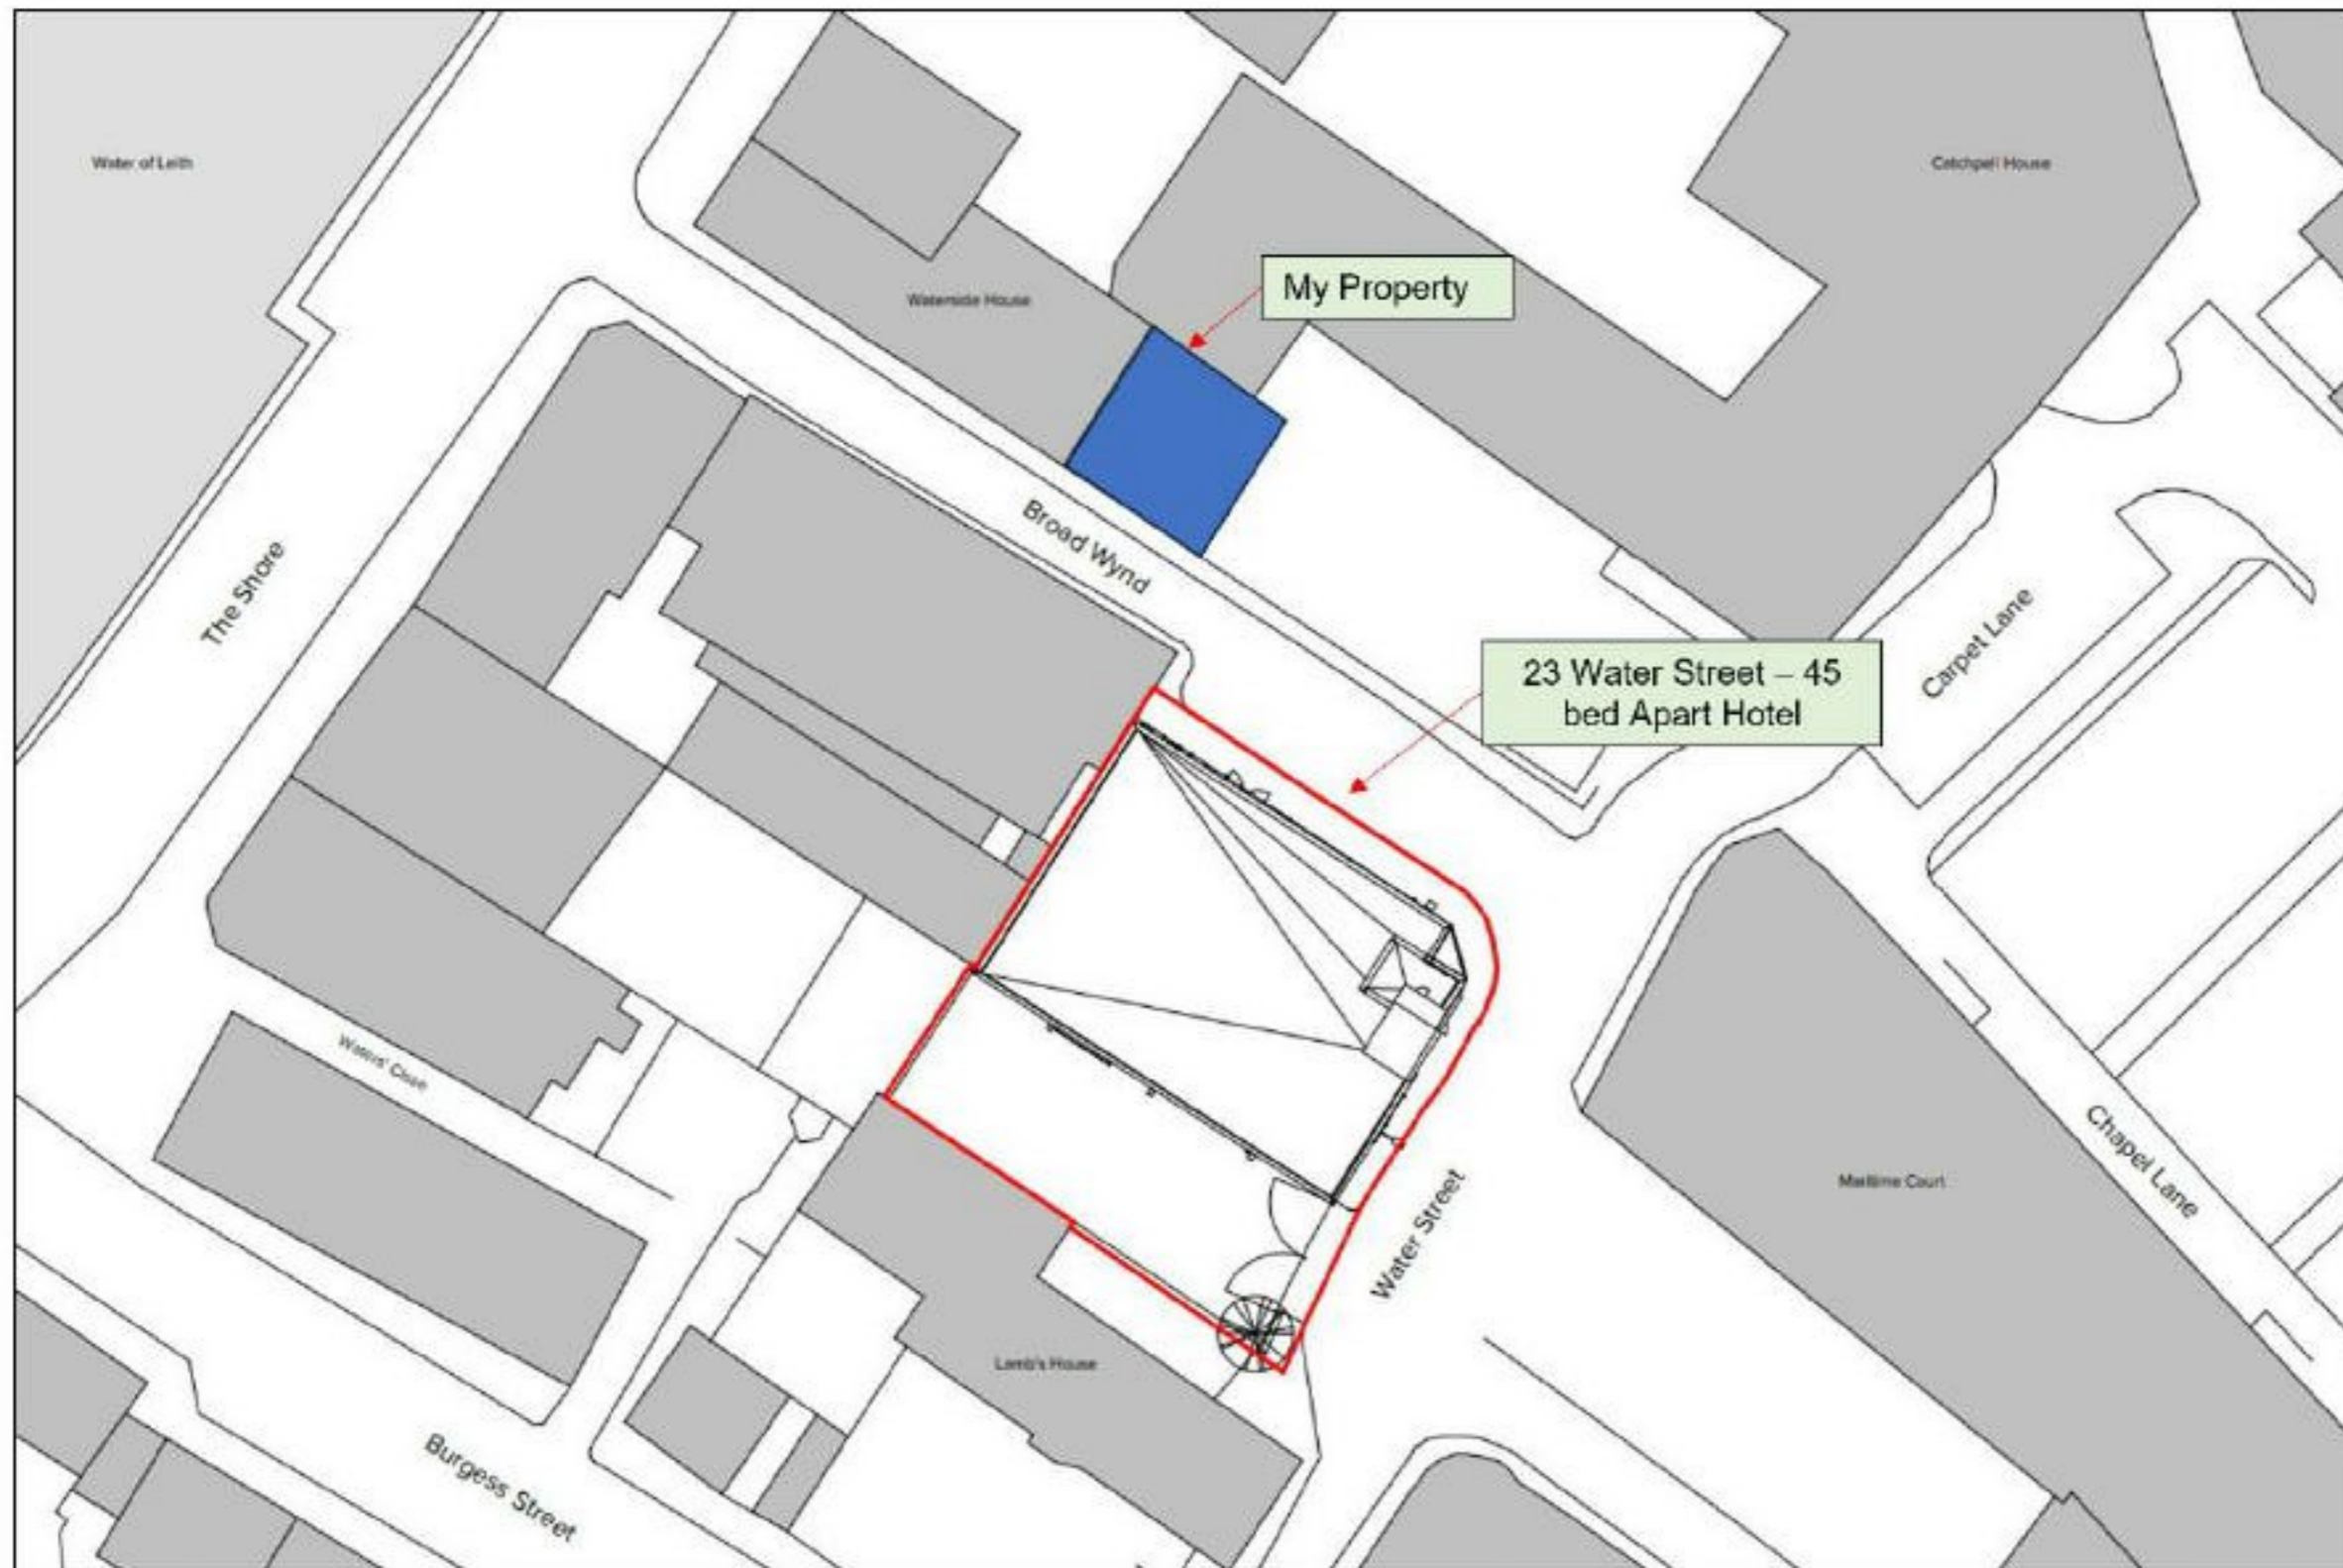 Water of Leith
Catchpell House
My Property
Waterside House
Broad Wynd
The Shore
Carpet Lane
23 Water Street – 45
bed Apart Hotel
Waters' Close
Chapel Lane
Maritime Court
Water Street
Lamb's House
Burgess Street